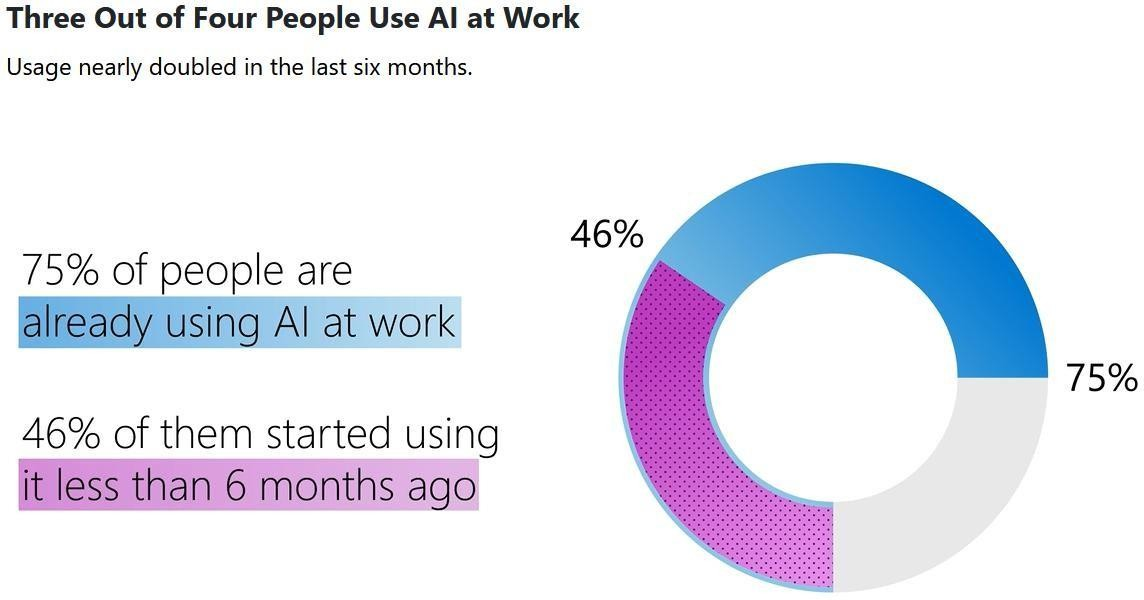 Three Out of Four People Use AI at Work
Usage nearly doubled in the last six months.
75% of people are
already using AI at work
46% of them started using
it less than 6 months ago
46%
75%